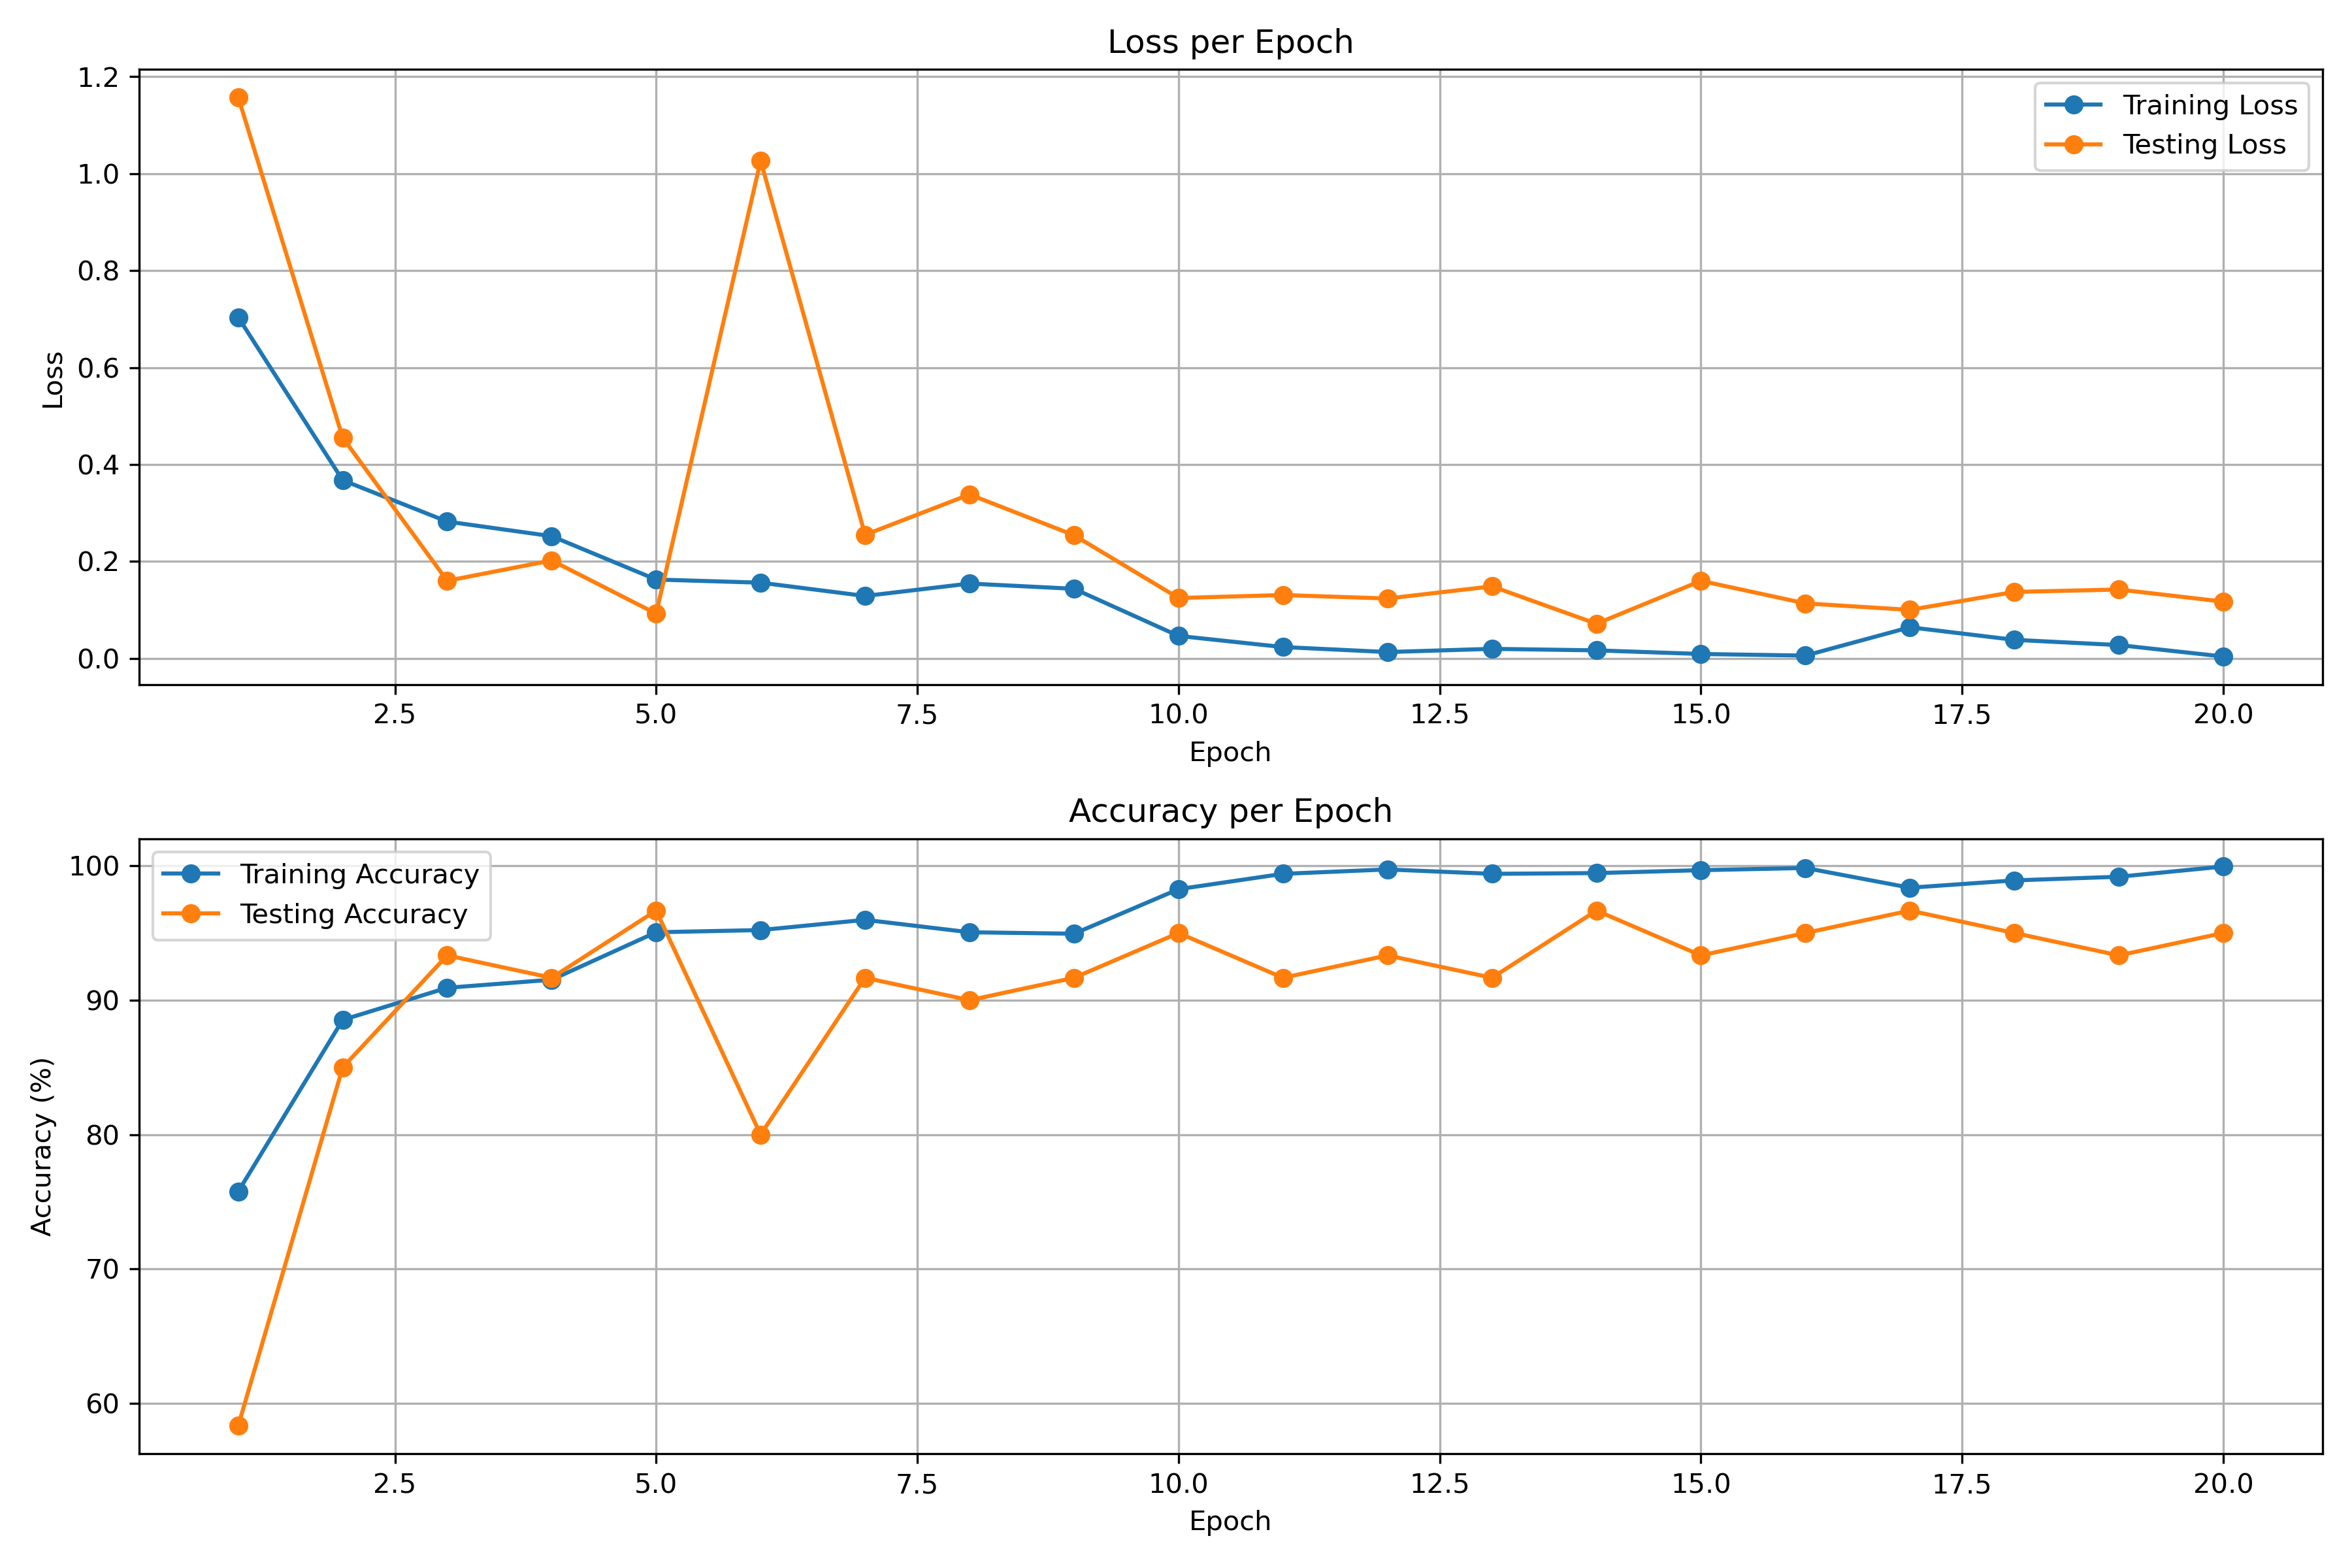 Loss per Epoch
1.2
1.0
0.8
0.6
0.4
0.2
0.0
Loss
Training Loss
Testing Loss
2.5 5.0 7.5 10.0 12.5 15.0 17.5 20.0
Epoch
Accuracy per Epoch
100
90
80
70
60
Accuracy (%)
Training Accuracy
Testing Accuracy
2.5 5.0 7.5 10.0 12.5 15.0 17.5 20.0
Epoch